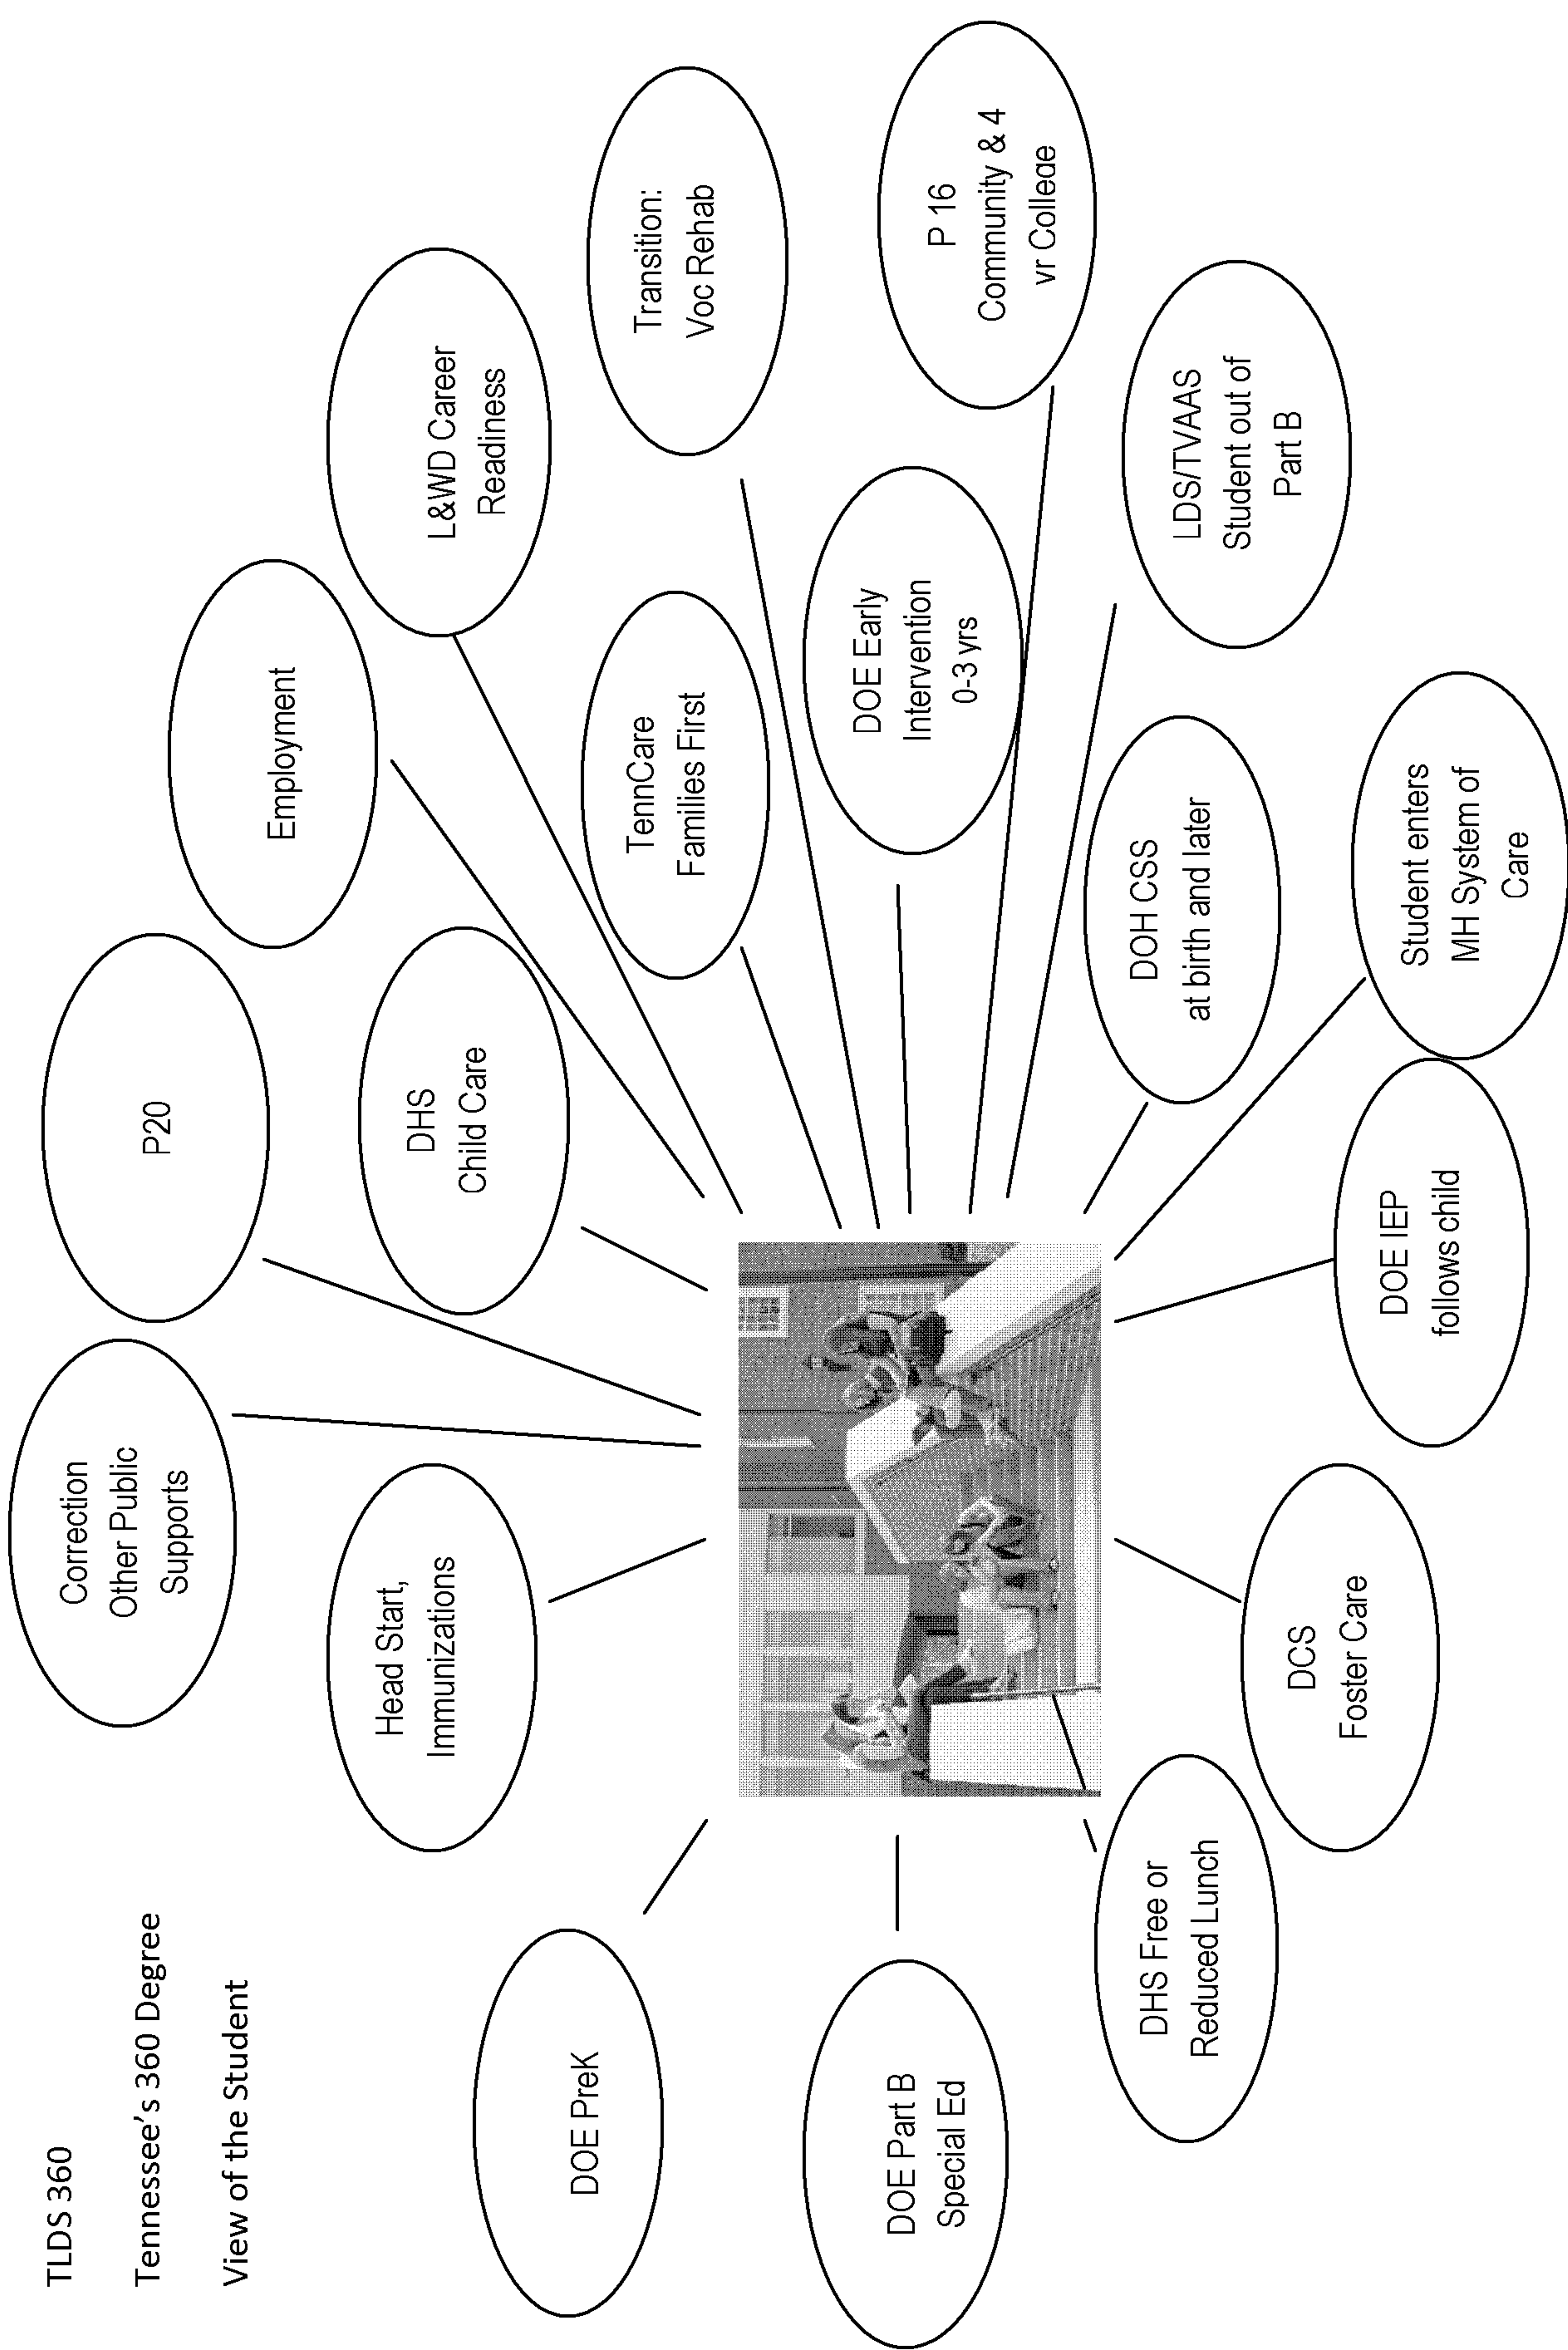 TLDS 360
Tennessee's 360 Degree
View of the Student
Correction
Other Public
Supports
P20
Employment
L&WD Career
Readiness
Transition:
Voc Rehab
P 16
Community & 4
yr College
LDS/TVAAS
Student out of
Part B
Student enters
MH System of
Care
DOE IEP
follows child
DCS
Foster Care
DHS Free or
Reduced Lunch
DOE Part B
Special Ed
DOE PreK
Head Start,
Immunizations
DHS
Child Care
TennCare
Families First
DOE Early
Intervention
0-3 yrs
DOH CSS
at birth and later